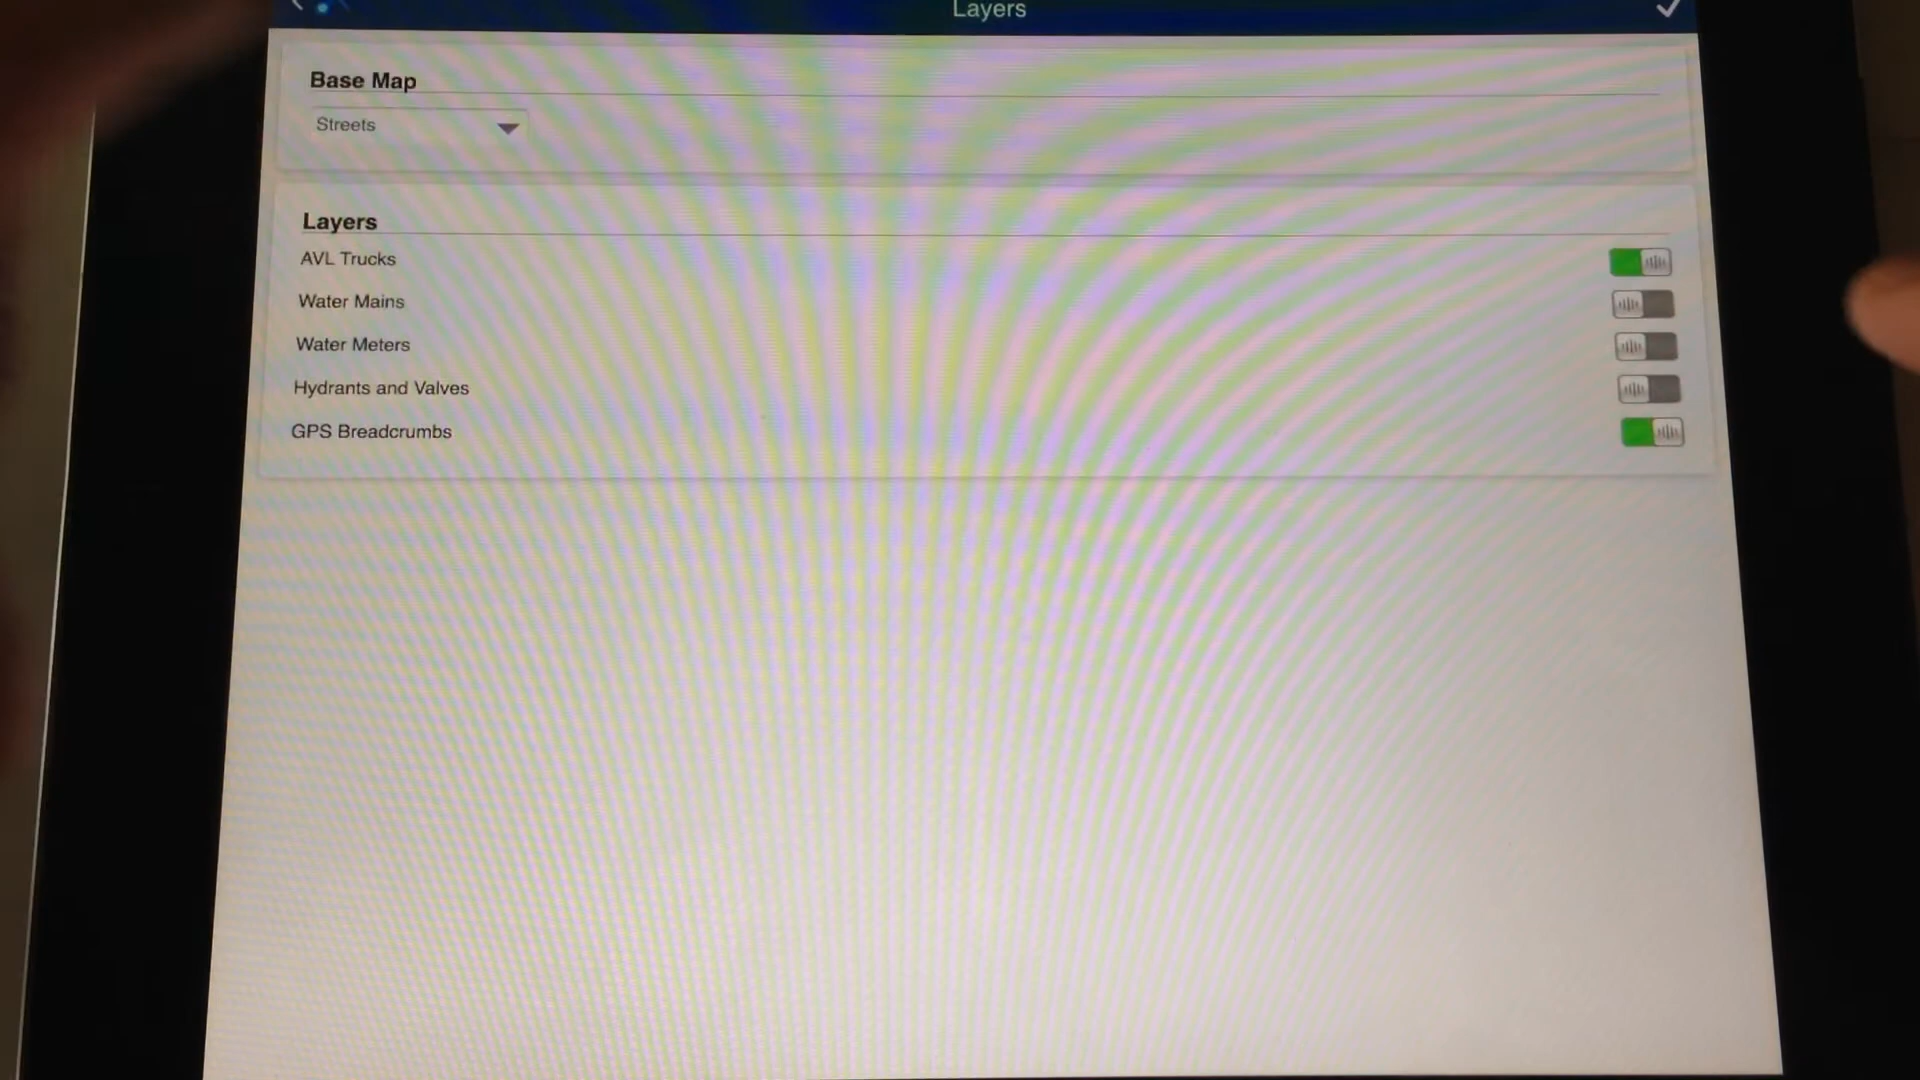 Layers
Base Map
Streets
Layers
AVL Trucks
Water Mains
Water Meters
Hydrants and Valves
GPS Breadcrumbs